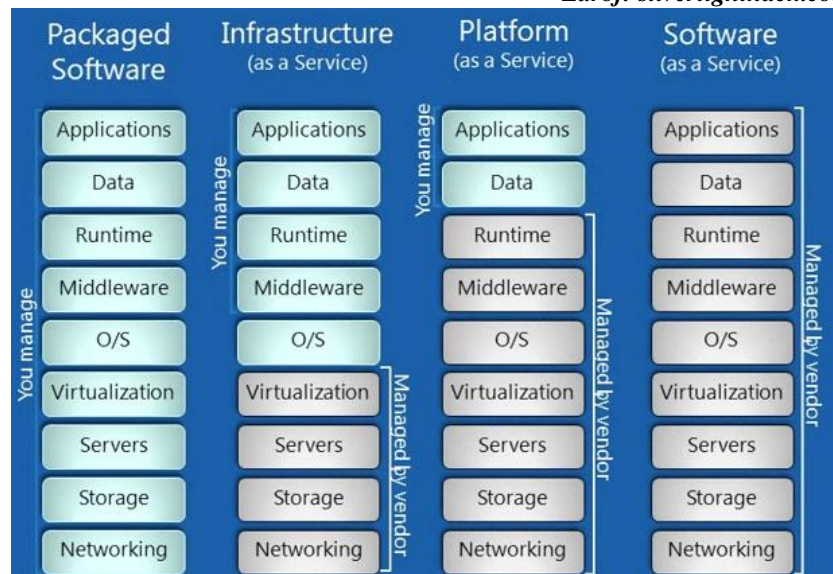 Packaged
Software
You manage
Applications
Data
Runtime
Middleware
O/S
Virtualization
Servers
Storage
Networking
Infrastructure
(as a Service)
You manage
Applications
Data
Runtime
Middleware
O/S
Virtualization
Servers
Storage
Networking
Managed by vendor
Platform
(as a Service)
You manage
Applications
Data
Runtime
Middleware
O/S
Virtualization
Servers
Storage
Networking
Managed by vendor
Software
(as a Service)
Applications
Data
Runtime
Middleware
O/S
Virtualization
Servers
Storage
Networking
Managed by vendor